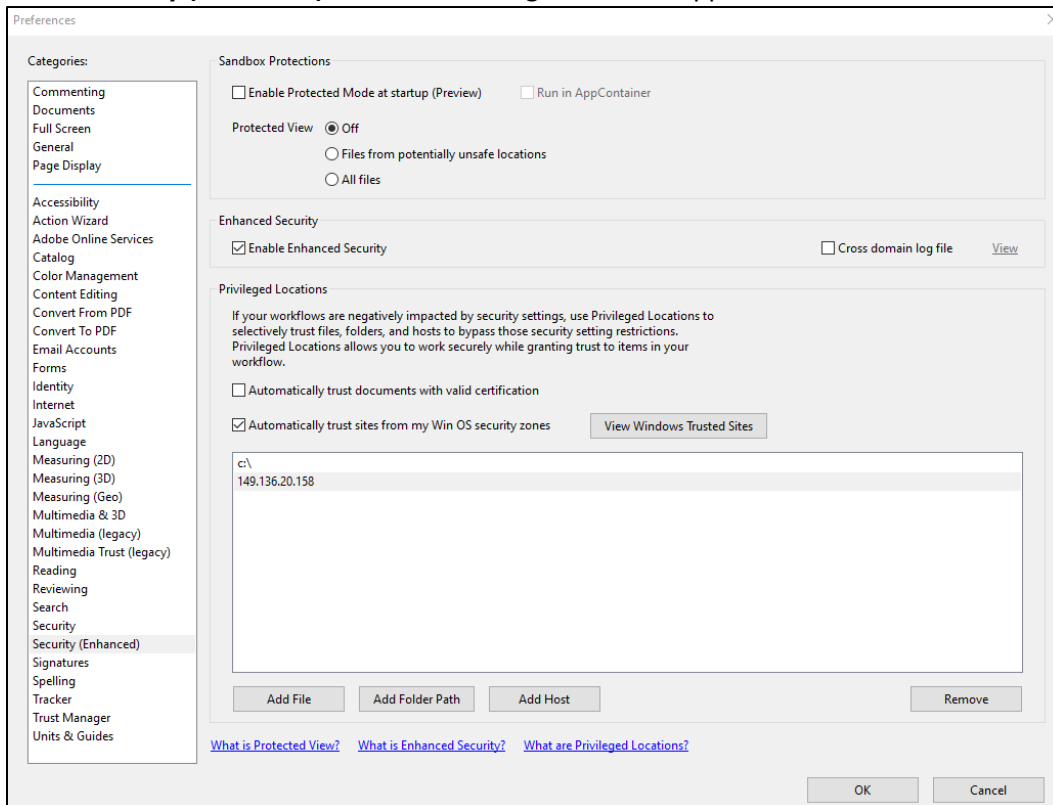 Preferences
Categories:
Commenting
Documents
Full Screen
General
Page Display
Accessibility
Action Wizard
Adobe Online Services
Catalog
Color Management
Content Editing
Convert From PDF
Convert To PDF
Email Accounts
Forms
Identity
Internet
JavaScript
Language
Measuring (2D)
Measuring (3D)
Measuring (Geo)
Multimedia & 3D
Multimedia (legacy)
Multimedia Trust (legacy)
Reading
Reviewing
Search
Security
Security (Enhanced)
Signatures
Spelling
Tracker
Trust Manager
Units & Guides
Sandbox Protections
Enable Protected Mode at startup (Preview) Run in AppContainer
Protected View Off
Files from potentially unsafe locations
All files
Enhanced Security
Enable Enhanced Security Cross domain log file View
Privileged Locations
If your workflows are negatively impacted by security settings, use Privileged Locations to
selectively trust files, folders, and hosts to bypass those security setting restrictions.
Privileged Locations allows you to work securely while granting trust to items in your
workflow.
Automatically trust documents with valid certification
Automatically trust sites from my Win OS security zones View Windows Trusted Sites
c:\
149.136.20.158
Add File Add Folder Path Add Host Remove
What is Protected View? What is Enhanced Security? What are Privileged Locations?
OK Cancel